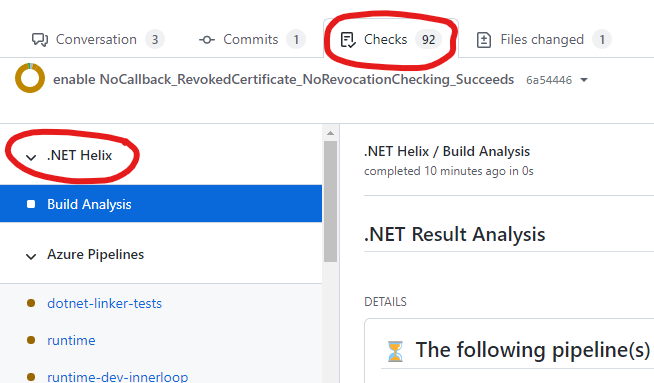 Conversation 3 Commits 1 Checks 92 Files changed 1
enable NoCallback_RevokedCertificate_NoRevocationChecking_Succeeds 6a54446
.NET Helix
Build Analysis
Azure Pipelines
dotnet-linker-tests
runtime
runtime-dev-innerloop
.NET Helix / Build Analysis
completed 10 minutes ago in 0s
.NET Result Analysis
DETAILS
The following pipeline(s)